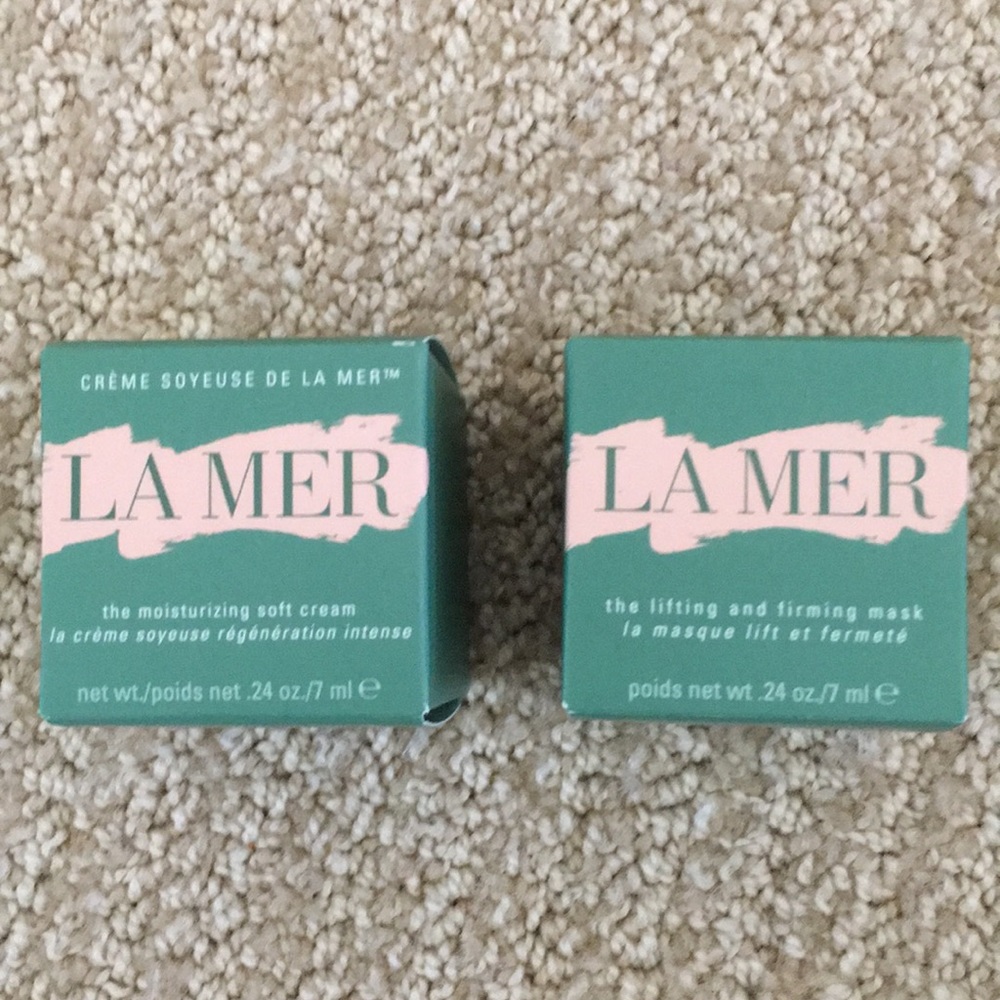 CRÈME SOYEUSE DE LA MER™
LA MER
the moisturizing soft cream
la crème soyeuse régénération intense
net wt./poids net .24 oz./7 ml ℮
LA MER
the lifting and firming mask
la masque lift et fermeté
poids net wt .24 oz./7 ml ℮